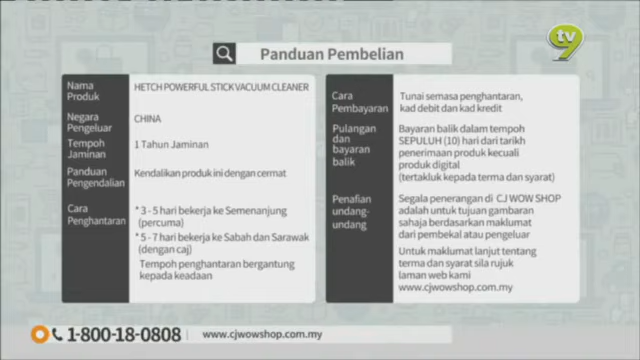 Panduan Pembelian
tv9
Nama
Produk
HETCH POWERFUL STICK VACUUM CLEANER
Negara
Pengeluar
CHINA
Tempoh
Jaminan
1 Tahun Jaminan
Panduan
Pengendalian
Kendalikan produk ini dengan cermat
Cara
Penghantaran
* 3 - 5 hari bekerja ke Semenanjung
(percuma)
* 5 - 7 hari bekerja ke Sabah dan Sarawak
(dengan caj)
Tempoh penghantaran bergantung
kepada keadaan
Cara
Pembayaran
Tunai semasa penghantaran,
kad debit dan kad kredit
Pulangan
dan
bayaran
balik
Bayaran balik dalam tempoh
SEPULUH (10) hari dari tarikh
penerimaan produk kecuali
produk digital
(tertakluk kepada terma dan syarat)
Penafian
undang-
undang
Segala penerangan di CJ WOW SHOP
adalah untuk tujuan gambaran
sahaja berdasarkan maklumat
dari pembekal atau pengeluar
Untuk maklumat lanjut tentang
terma dan syarat sila rujuk
laman web kami
www.cjwowshop.com.my
1-800-18-0808
www.cjwowshop.com.my